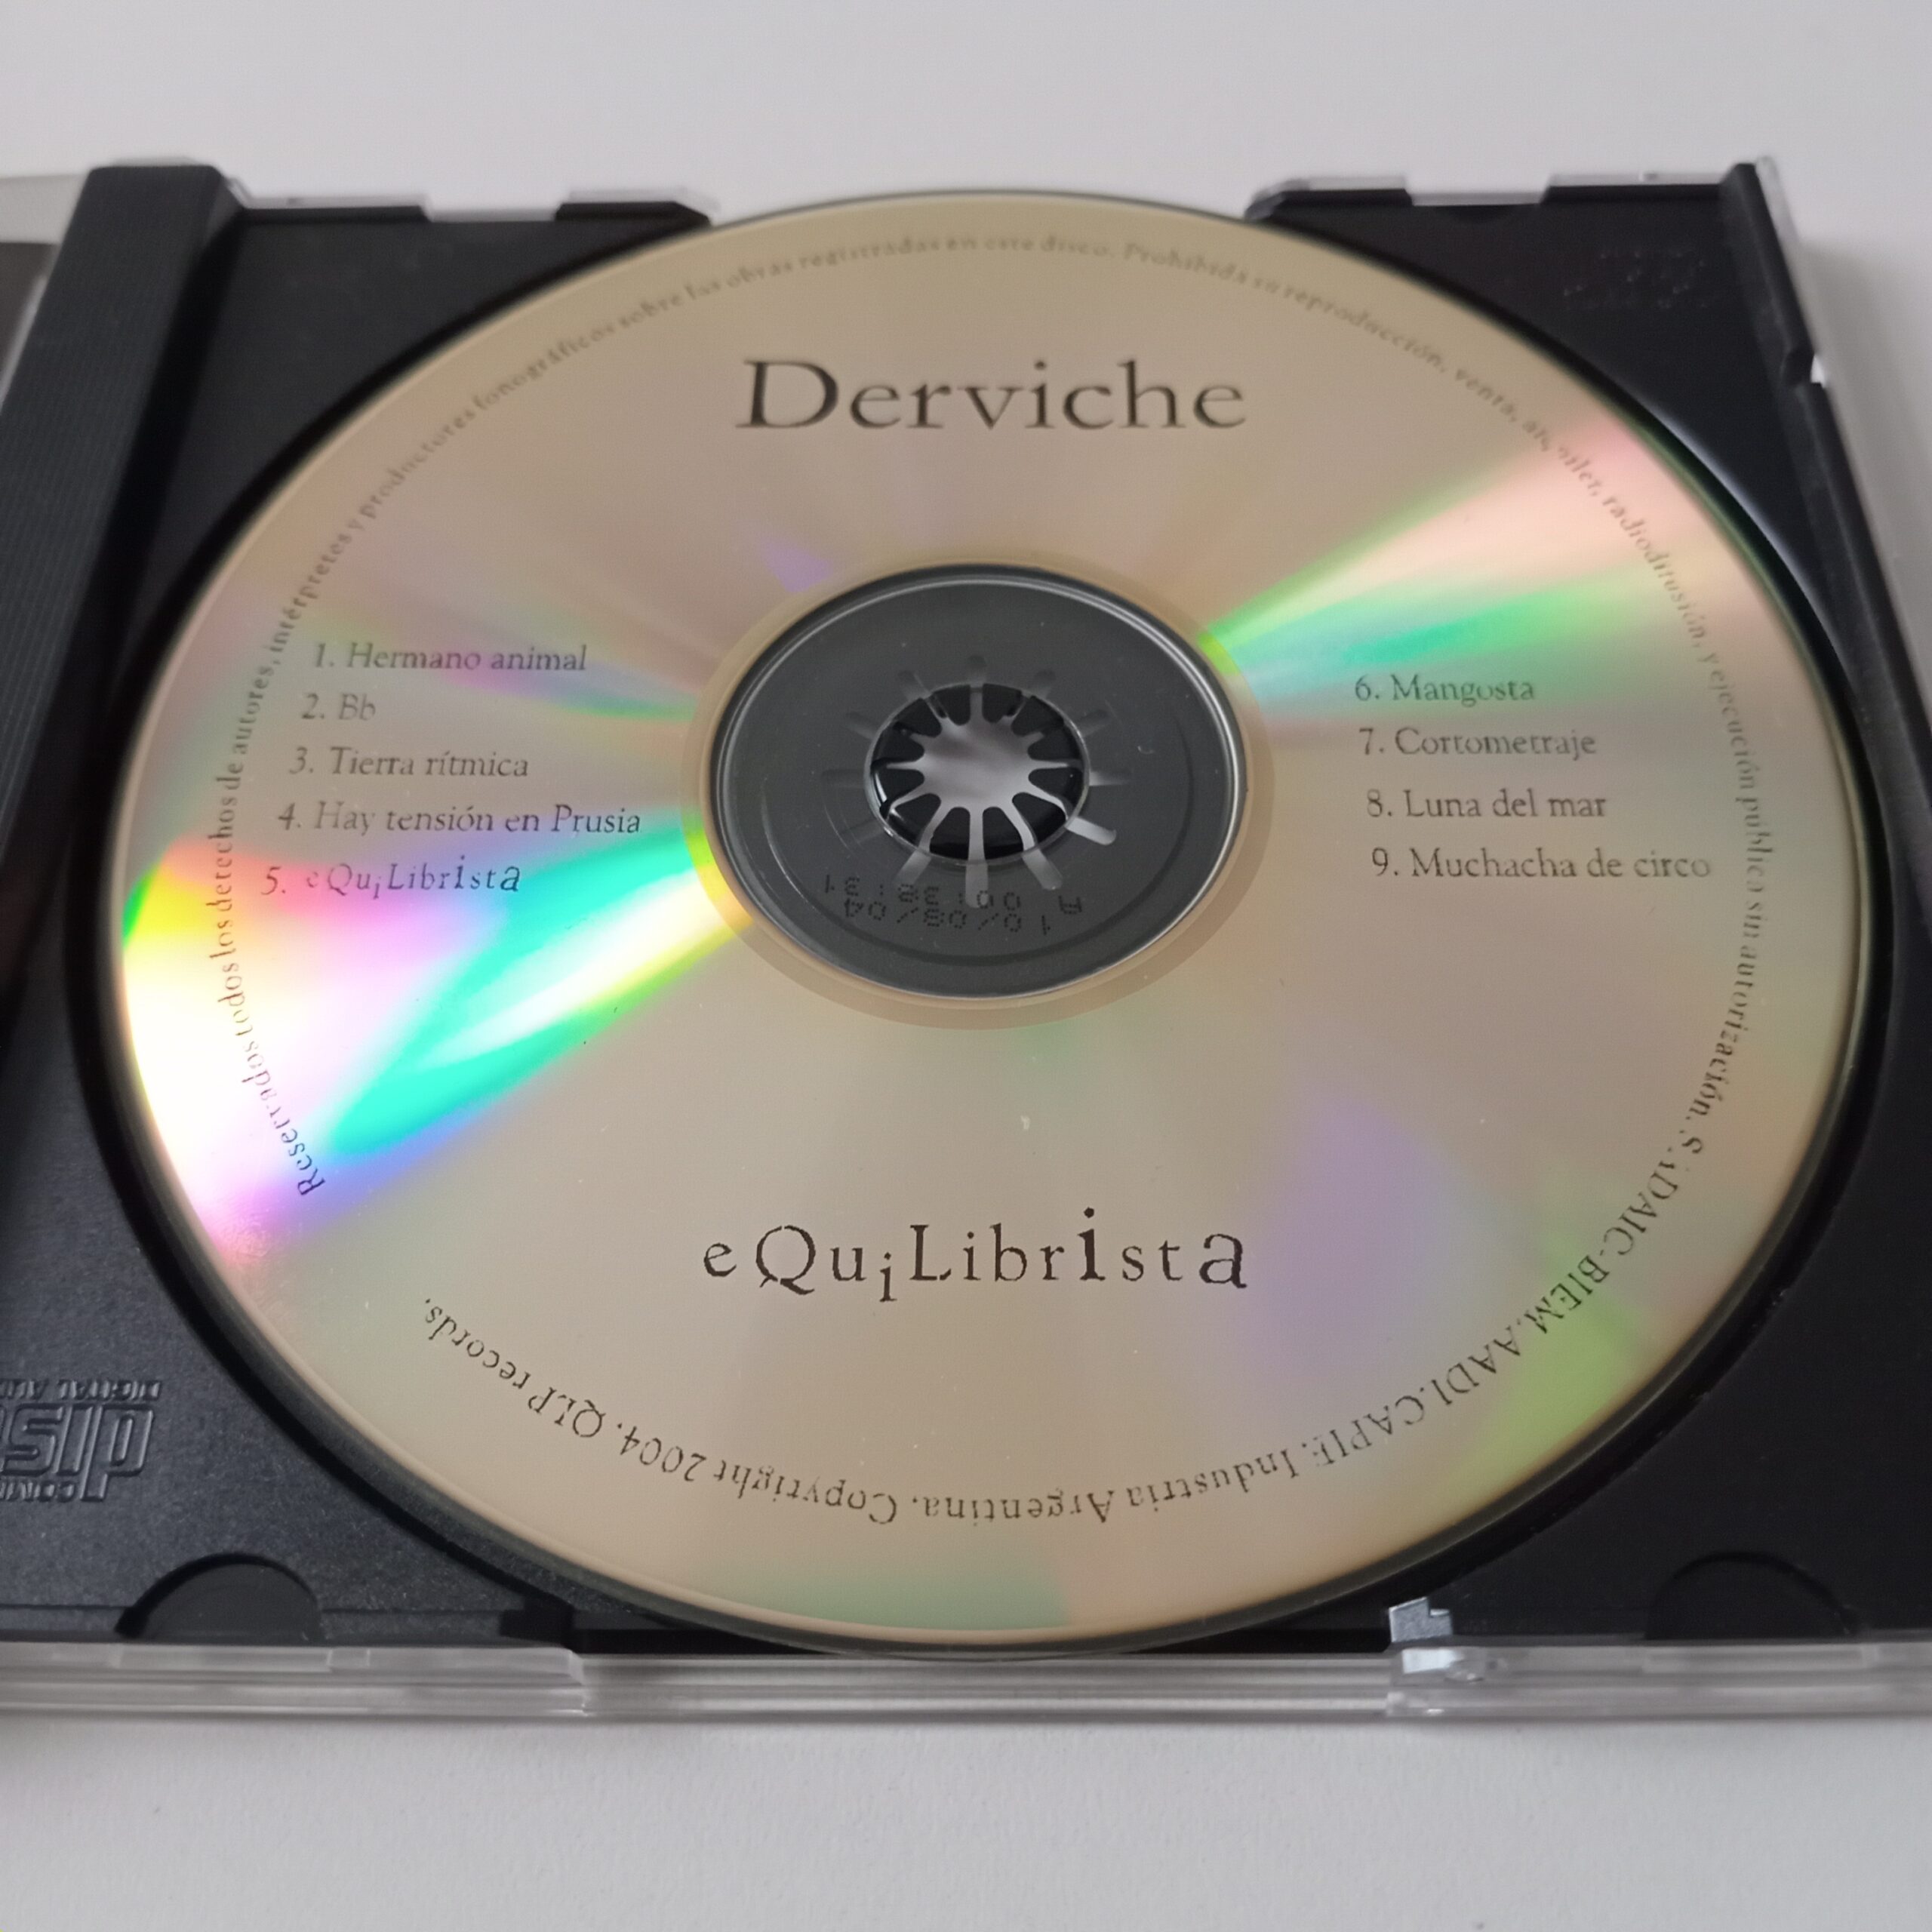 Derviche
1. Hermano animal
2. Bb
3. Tierra rítmica
4. Hay tensión en Prusia
5. eQuiLibrista
6. Mangosta
7. Cortometraje
8. Luna del mar
9. Muchacha de circo
eQuiLibrista
Reservados todos los derechos de autores, intérpretes y productores fonográficos sobre las obras registradas en este disco. Prohibida su reproducción, venta, alquiler, radiodifusión, y ejecución pública sin autorización. SADAIC-BIEM.AADI.CAPIF. Industria Argentina. Copyright 2004. QLP records.
A 10/08/04
DIGITAL